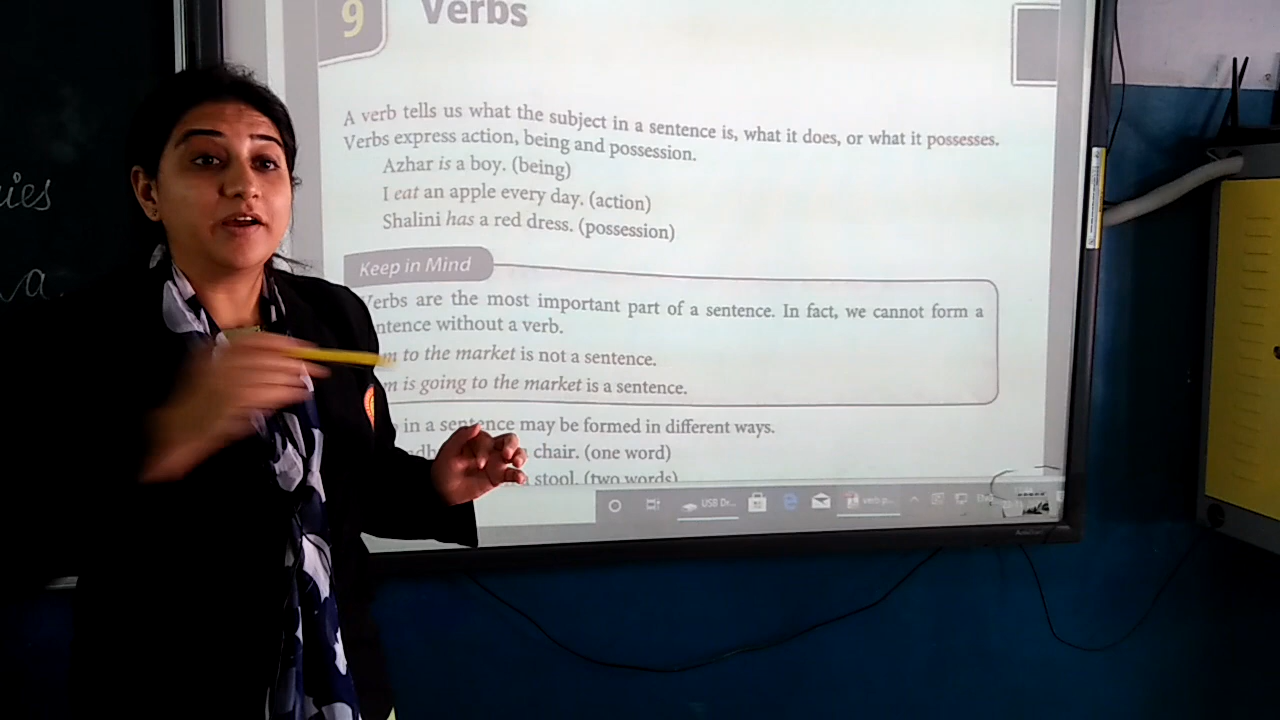 9 Verbs
A verb tells us what the subject in a sentence is, what it does, or what it possesses.
Verbs express action, being and possession.
Azhar is a boy. (being)
I eat an apple every day. (action)
Shalini has a red dress. (possession)
Keep in Mind
Verbs are the most important part of a sentence. In fact, we cannot form a
ntence without a verb.
m to the market is not a sentence.
m is going to the market is a sentence.
in a sentence may be formed in different ways.
chair. (one word)
stool. (two words)
USB Dr...
verb p...
ies
a